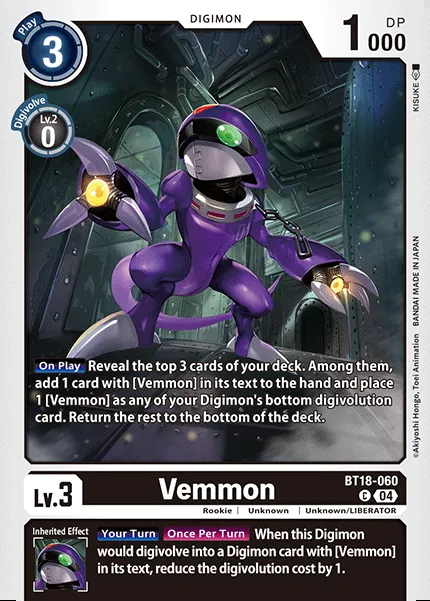 Play
3
DIGIMON
1000
DP
Digivolve
Lv.2
0
KISUKE
©Akiyoshi Hongo, Toei Animation BANDAI MADE IN JAPAN
On Play Reveal the top 3 cards of your deck. Among them,
add 1 card with [Vemmon] in its text to the hand and place
1 [Vemmon] as any of your Digimon's bottom digivolution
card. Return the rest to the bottom of the deck.
Lv.3
Vemmon
BT18-060
C 04
Rookie | Unknown | Unknown/LIBERATOR
Inherited Effect
Your Turn Once Per Turn When this Digimon
would digivolve into a Digimon card with [Vemmon]
in its text, reduce the digivolution cost by 1.